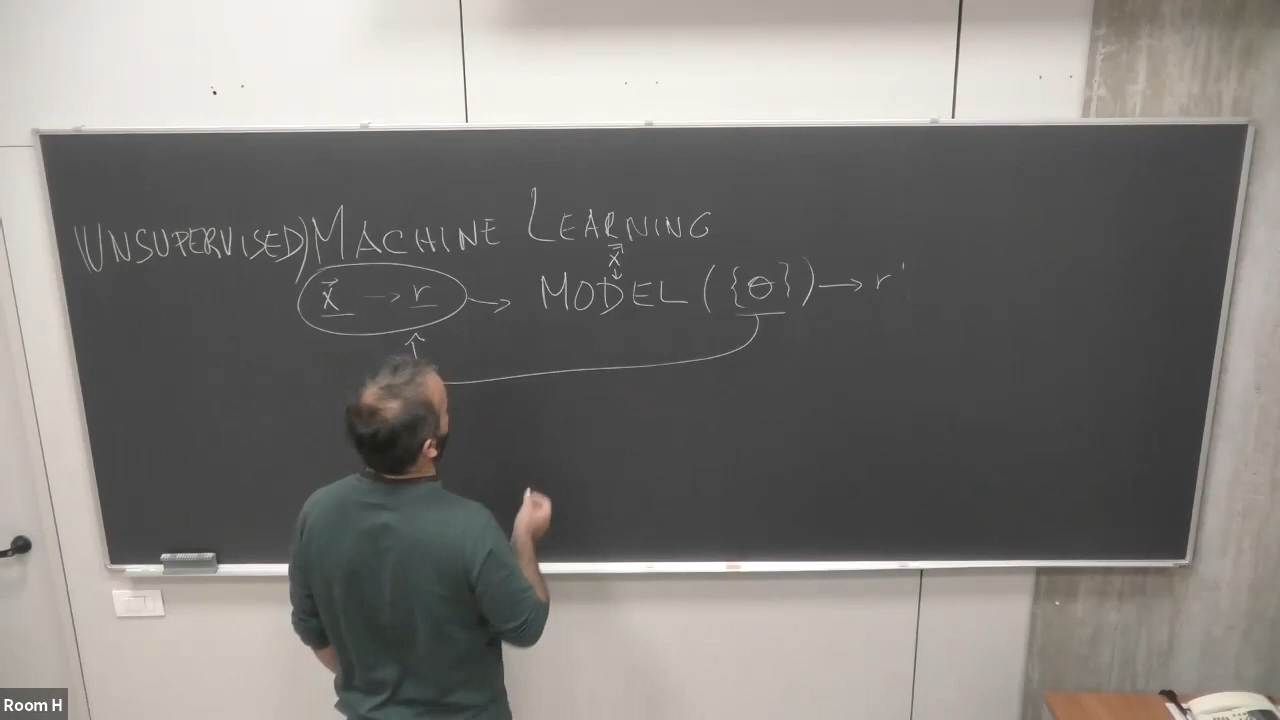 (UNSUPERVISED) MACHINE LEARNING
x⃗
x⃗ → r → MODEL ({θ}) → r'
Room H